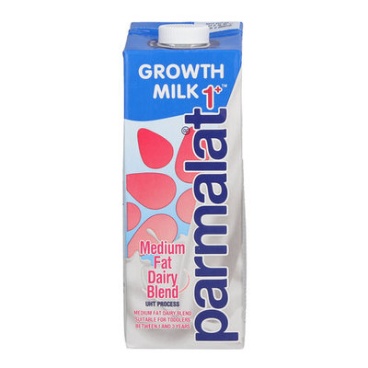 GROWTH
MILK 1+™
parmalat®
Medium
Fat
Dairy
Blend
UHT PROCESS
MEDIUM FAT DAIRY BLEND
SUITABLE FOR TODDLERS
BETWEEN 1 AND 3 YEARS